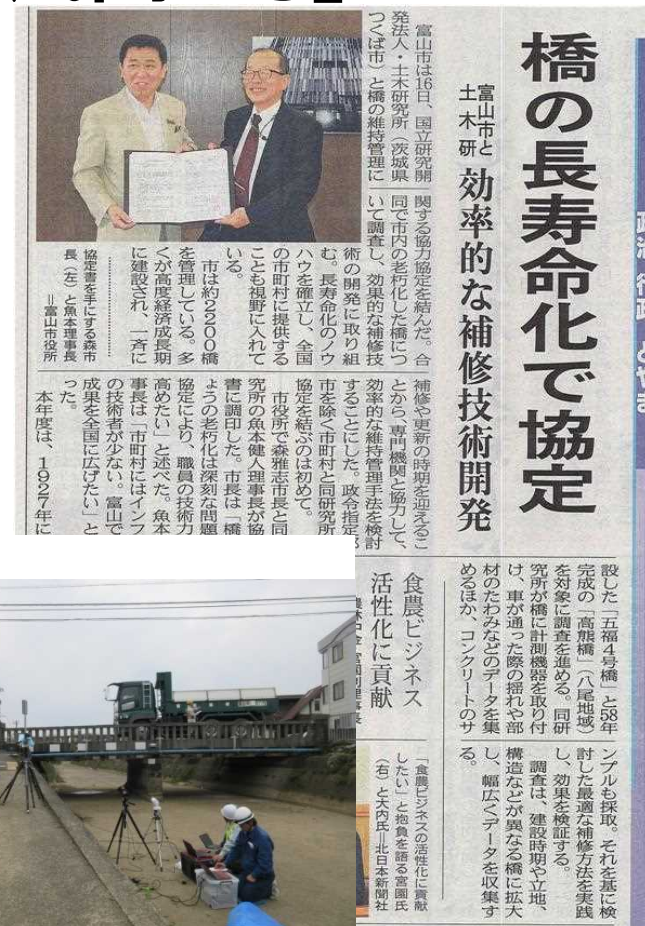 橋の長寿命化で協定
富山市と
土木研
効率的な補修技術開発
富山市は16日、国立研究開
発法人・土木研究所(茨城県
つくば市)と橋の維持管理に
関する協力協定を結んだ。合
同で市内の老朽化した橋につ
いて調査し、効果的な補修技
術の開発に取り組
む。長寿命化のノウ
ハウを確立し、全国
の市町村に提供する
ことも視野に入れて
いる。
市は約2200橋
を管理している。多
くが高度経済成長期
に建設され、一斉に
協定書を手にする森市
長(左)と魚本理事長
＝富山市役所
補修や更新の時期を迎えるこ
とから、専門機関と協力して、
効率的な維持管理手法を検討
することにした。政令指定都
市を除く市町村と同研究所
協定を結ぶのは初めて。
市役所で森雅志市長と同
究所の魚本健人理事長が協
書に調印した。市長は「橋
ょうの老朽化は深刻な問題
協定により、職員の技術力
高めたい」と述べた。魚本
事長は「市町村にはインフ
の技術者が少ない。富山で
成果を全国に広げたい」と
った。
本年度は、1927年に
設した「五福4号橋」と58年
完成の「高熊橋」(八尾地域)
を対象に調査を進める。同研
究所が橋に計測機器を取り付
け、車が通った際の揺れや部
材のたわみなどのデータを集
めるほか、コンクリートのサ
ンプルも採取。それを基に検
討した最適な補修方法を実践
し、効果を検証する。
調査は、建設時期や立地、
構造などが異なる橋に拡大
し、幅広くデータを収集す
る。
食農ビジネス
活性化に貢献
「食農ビジネスの活性化に貢献
したい」と抱負を語る宮園氏
(右)と大内氏＝北日本新聞社